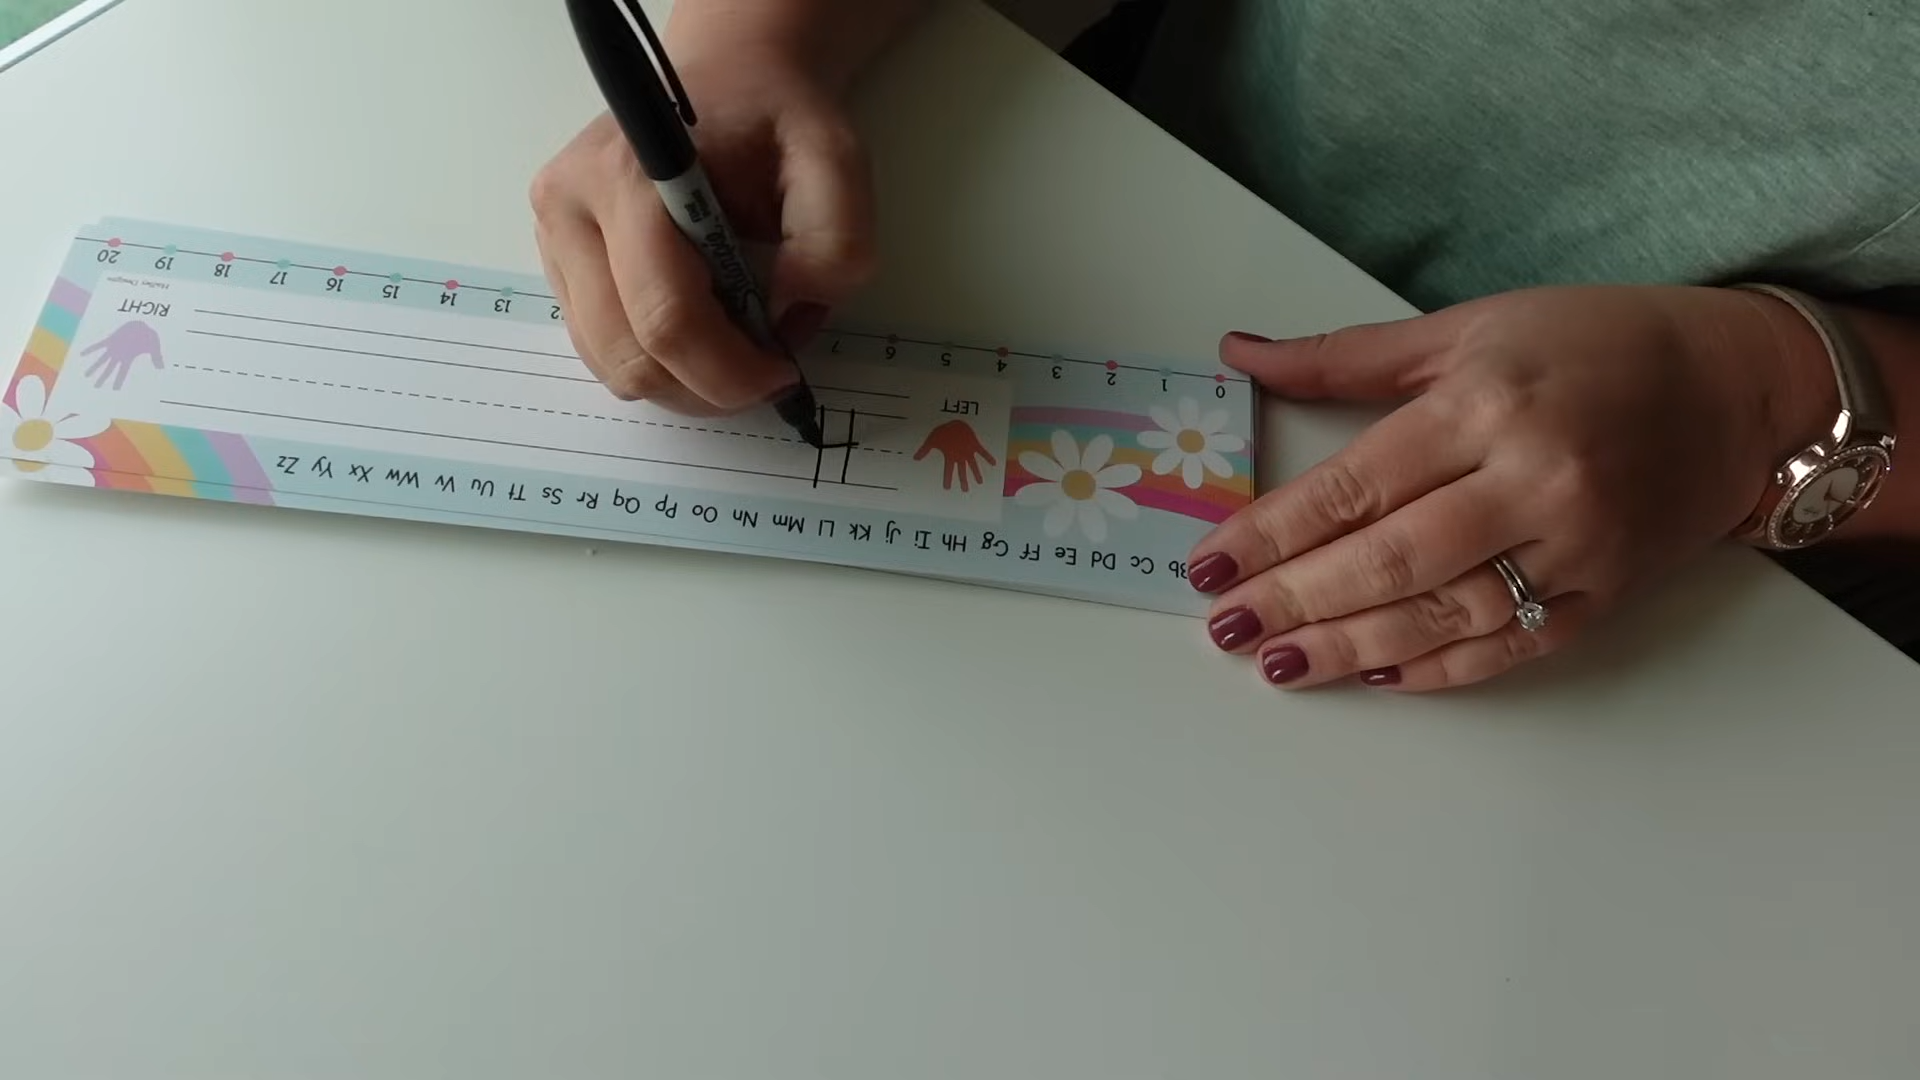 Bb Cc Dd Ee Ff Gg Hh Ii Jj Kk Ll Mm Nn Oo Pp Qq Rr Ss Tt Uu Vv Ww Xx Yy Zz
LEFT
H
RIGHT
0 1 2 3 4 5 6 7 12 13 14 15 16 17 18 19 20
Sharpie